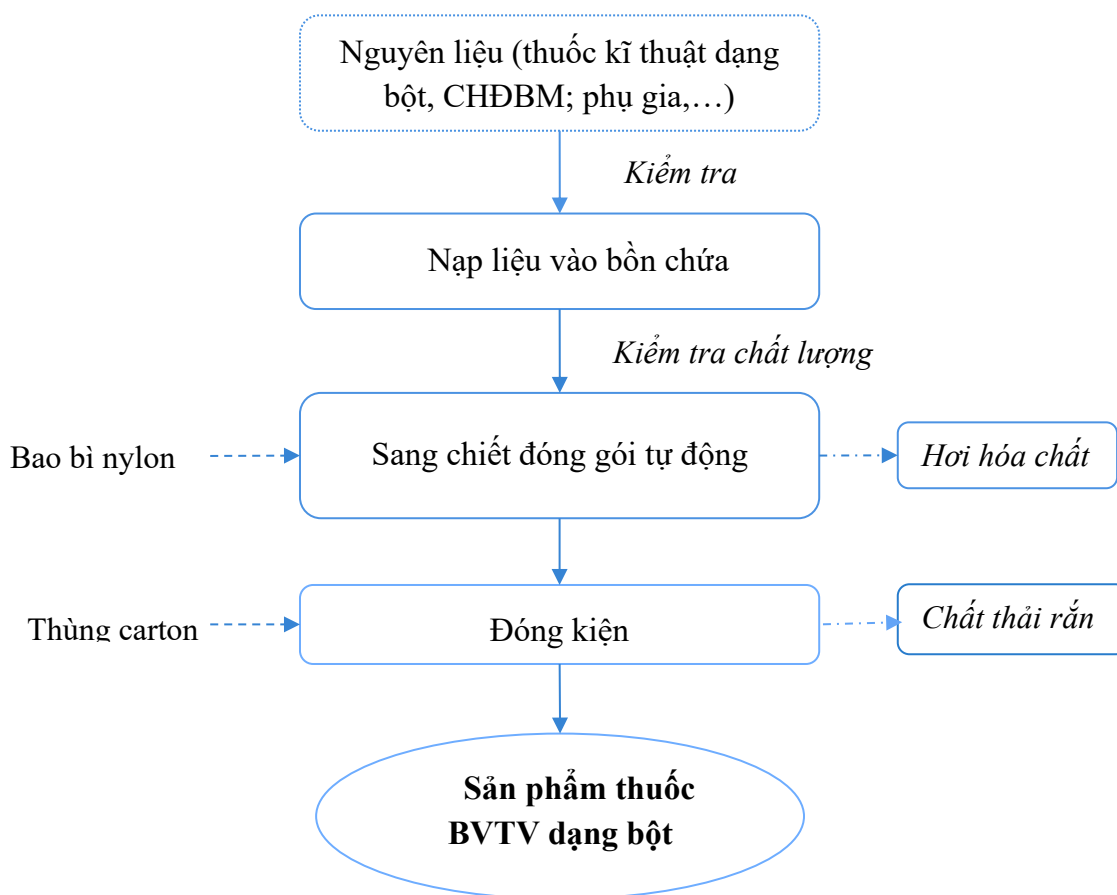 Nguyên liệu (thuốc kĩ thuật dạng
bột, CHĐBM; phụ gia,…)
Kiểm tra
Nạp liệu vào bồn chứa
Kiểm tra chất lượng
Bao bì nylon
Sang chiết đóng gói tự động
Hơi hóa chất
Thùng carton
Đóng kiện
Chất thải rắn
Sản phẩm thuốc
BVTV dạng bột